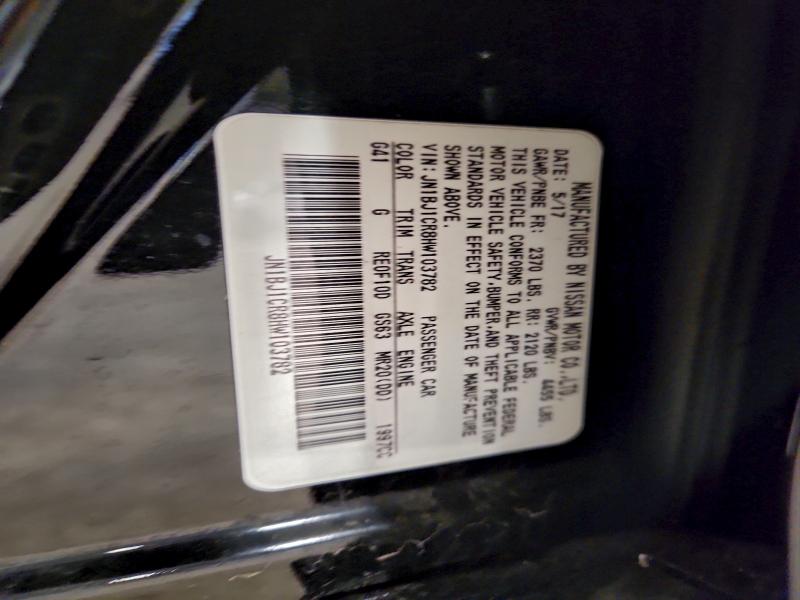 MANUFACTURED BY NISSAN MOTOR CO.,LTD.
DATE: 5/17 GVWR/PNBV: 4455 LBS.
GAWR/PNBE FR: 2370 LBS. RR: 2120 LBS.
THIS VEHICLE CONFORMS TO ALL APPLICABLE FEDERAL
MOTOR VEHICLE SAFETY,BUMPER,AND THEFT PREVENTION
STANDARDS IN EFFECT ON THE DATE OF MANUFACTURE
SHOWN ABOVE.
VIN:JN1BJ1CR8HW103782 PASSENGER CAR
COLOR TRIM TRANS AXLE ENGINE
G41 G RE0F10D GS63 MR20(DD) 1997CC
JN1BJ1CR8HW103782